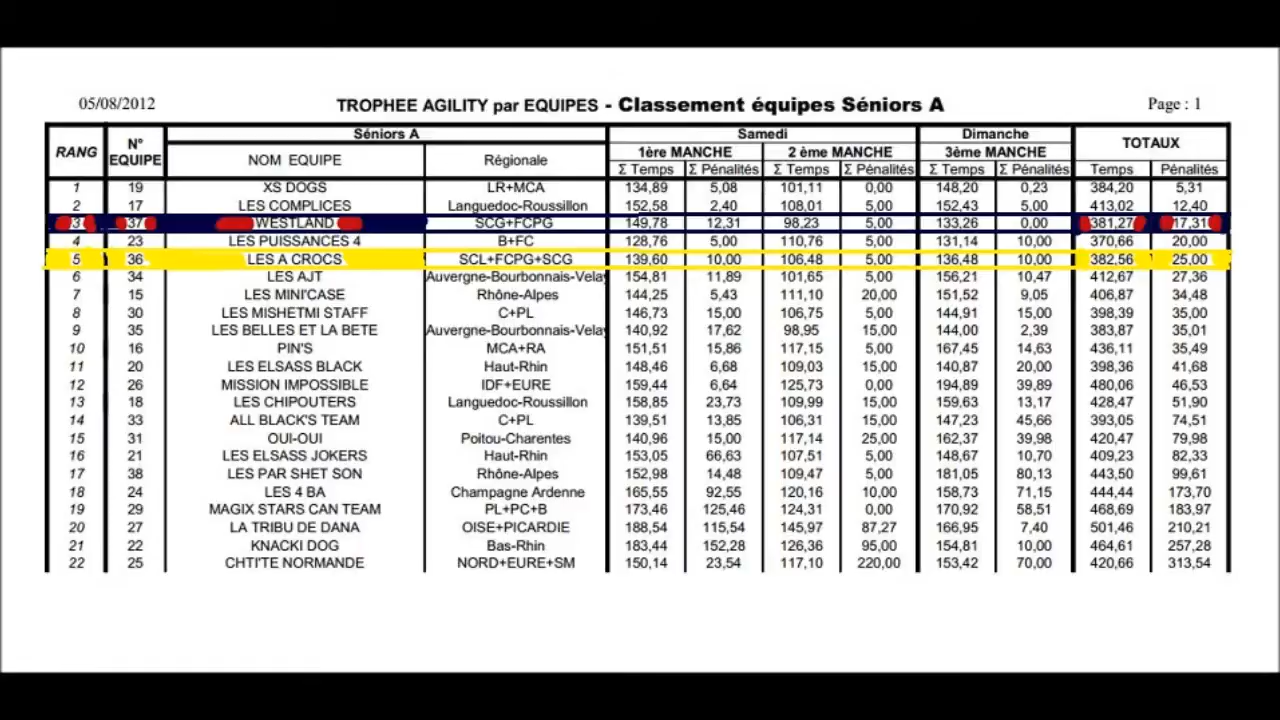 05/08/2012 TROPHEE AGILITY par EQUIPES - Classement équipes Séniors A Page : 1
RANG N° EQUIPE Séniors A Samedi Dimanche TOTAUX
NOM EQUIPE Régionale 1ère MANCHE 2 ème MANCHE 3ème MANCHE
Σ Temps Σ Pénalités Σ Temps Σ Pénalités Σ Temps Σ Pénalités Temps Pénalités
1 19 XS DOGS LR+MCA 134,89 5,08 101,11 0,00 148,20 0,23 384,20 5,31
2 17 LES COMPLICES Languedoc-Roussillon 152,58 2,40 108,01 5,00 152,43 5,00 413,02 12,40
3 37 WESTLAND SCG+FCPG 149,78 12,31 98,23 5,00 133,26 0,00 381,27 17,31
4 23 LES PUISSANCES 4 B+FC 128,76 5,00 110,76 5,00 131,14 10,00 370,66 20,00
5 36 LES A CROCS SCL+FCPG+SCG 139,60 10,00 106,48 5,00 136,48 10,00 382,56 25,00
6 34 LES AJT Auvergne-Bourbonnais-Velay 154,81 11,89 101,65 5,00 156,21 10,47 412,67 27,36
7 15 LES MINI'CASE Rhône-Alpes 144,25 5,43 111,10 20,00 151,52 9,05 406,87 34,48
8 30 LES MISHETMI STAFF C+PL 146,73 15,00 106,75 5,00 144,91 15,00 398,39 35,00
9 35 LES BELLES ET LA BETE Auvergne-Bourbonnais-Velay 140,92 17,62 98,95 15,00 144,00 2,39 383,87 35,01
10 16 PIN'S MCA+RA 151,51 15,86 117,15 5,00 167,45 14,63 436,11 35,49
11 20 LES ELSASS BLACK Haut-Rhin 148,46 6,68 109,03 15,00 140,87 20,00 398,36 41,68
12 26 MISSION IMPOSSIBLE IDF+EURE 159,44 6,64 125,73 0,00 194,89 39,89 480,06 46,53
13 18 LES CHIPOUTERS Languedoc-Roussillon 158,85 23,73 109,99 15,00 159,63 13,17 428,47 51,90
14 33 ALL BLACK'S TEAM C+PL 139,51 13,85 106,31 15,00 147,23 45,66 393,05 74,51
15 31 OUI-OUI Poitou-Charentes 140,96 15,00 117,14 25,00 162,37 39,98 420,47 79,98
16 21 LES ELSASS JOKERS Haut-Rhin 153,05 66,63 107,51 5,00 148,67 10,70 409,23 82,33
17 38 LES PAR SHET SON Rhône-Alpes 152,98 14,48 109,47 5,00 181,05 80,13 443,50 99,61
18 24 LES 4 BA Champagne Ardenne 165,55 92,55 120,16 10,00 158,73 71,15 444,44 173,70
19 29 MAGIX STARS CAN TEAM PL+PC+B 173,46 125,46 124,31 0,00 170,92 58,51 468,69 183,97
20 27 LA TRIBU DE DANA OISE+PICARDIE 188,54 115,54 145,97 87,27 166,95 7,40 501,46 210,21
21 22 KNACKI DOG Bas-Rhin 183,44 152,28 126,36 95,00 154,81 10,00 464,61 257,28
22 25 CHTI'TE NORMANDE NORD+EURE+SM 150,14 23,54 117,10 220,00 153,42 70,00 420,66 313,54